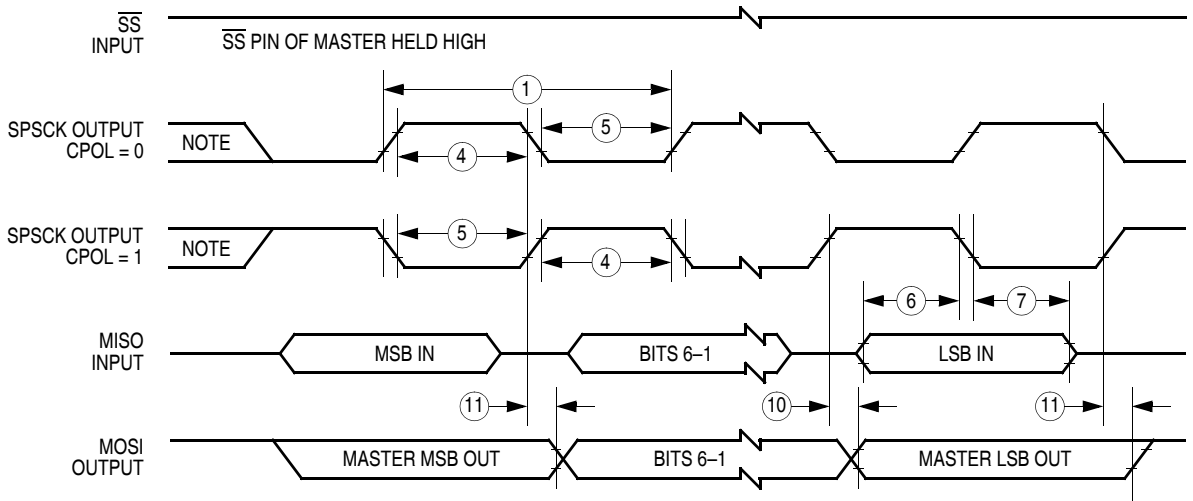 SS
INPUT
SS PIN OF MASTER HELD HIGH
1
SPSCK OUTPUT
CPOL = 0
NOTE
4
5
SPSCK OUTPUT
CPOL = 1
NOTE
5
4
6
7
MISO
INPUT
MSB IN
BITS 6–1
LSB IN
11
10
11
MOSI
OUTPUT
MASTER MSB OUT
BITS 6–1
MASTER LSB OUT